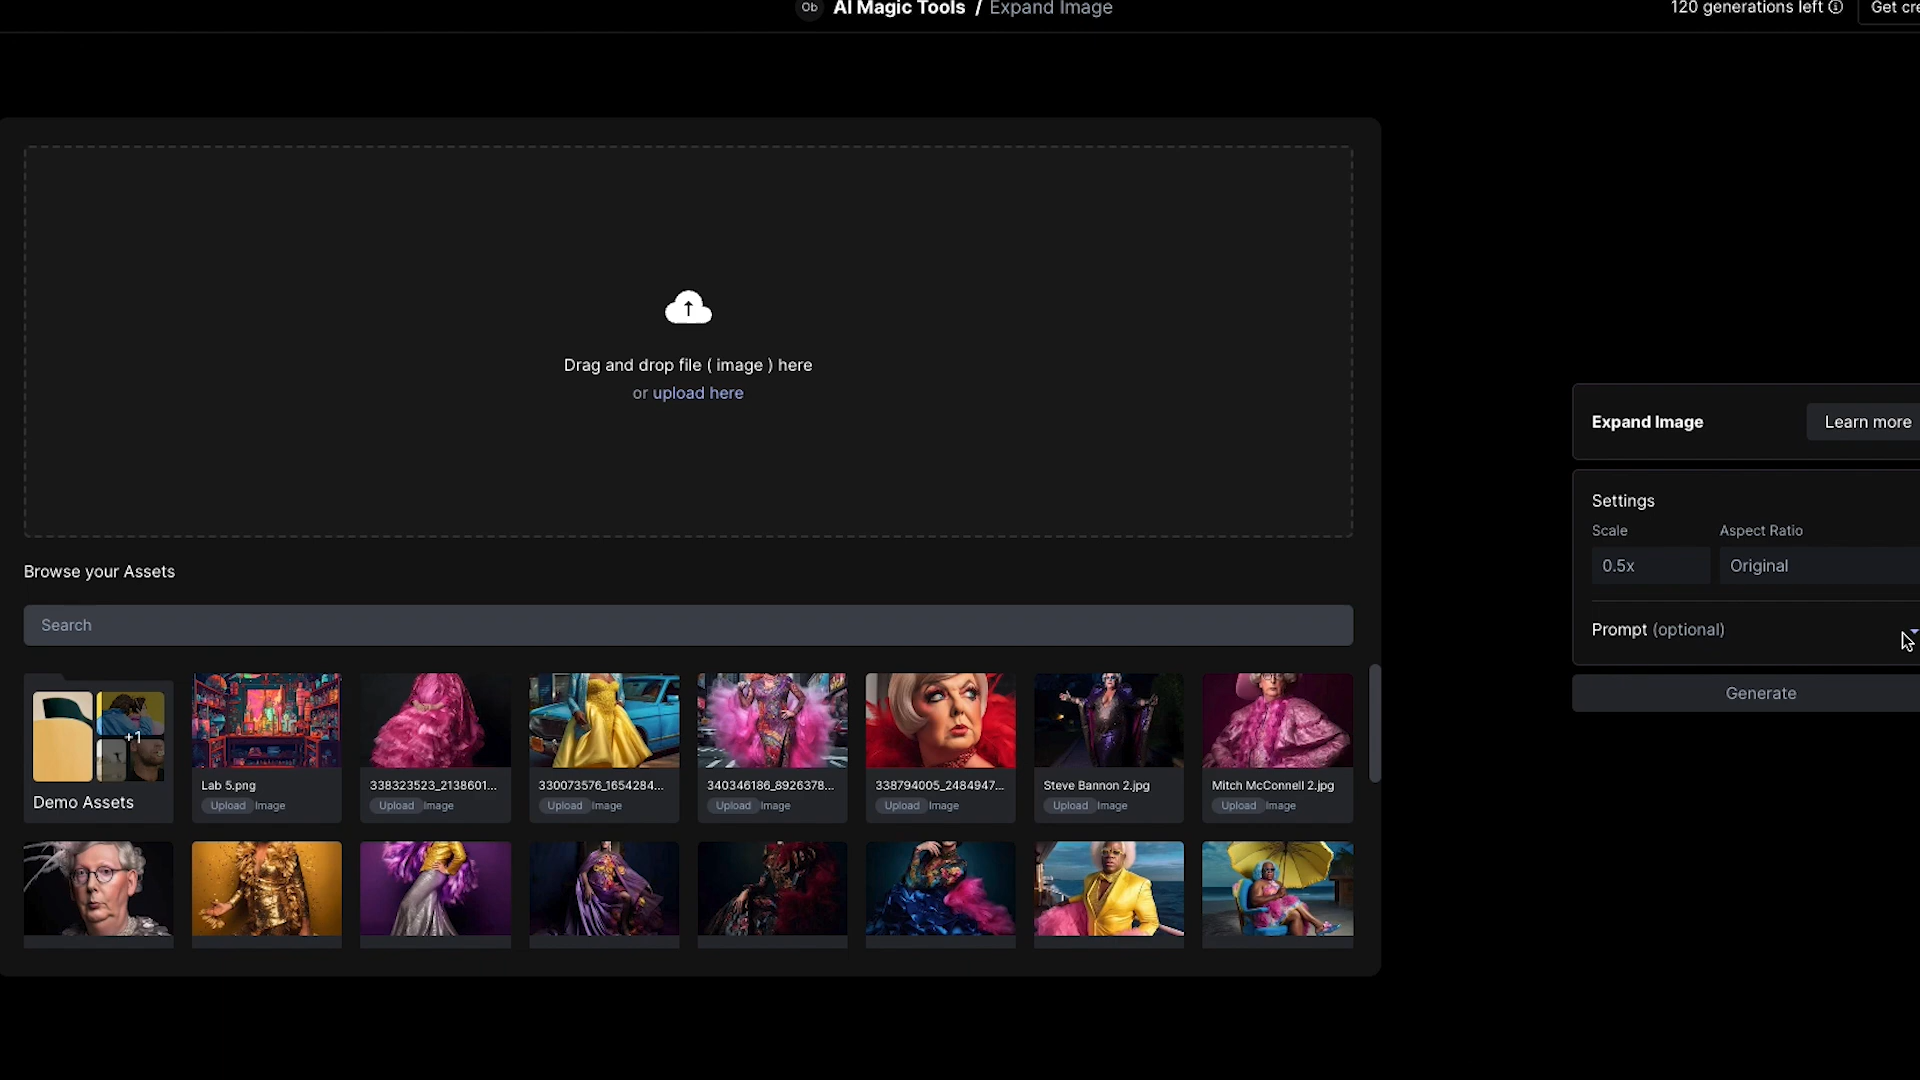 Ob AI Magic Tools / Expand Image
120 generations left
Get cre
Drag and drop file ( image ) here
or upload here
Expand Image
Learn more
Settings
Scale
Aspect Ratio
0.5x
Original
Prompt (optional)
Generate
Browse your Assets
Search
+1
Demo Assets
Lab 5.png
Upload Image
338323523_2138601...
Upload Image
330073576_1654284...
Upload Image
340346186_8926378...
Upload Image
338794005_2484947...
Upload Image
Steve Bannon 2.jpg
Upload Image
Mitch McConnell 2.jpg
Upload Image